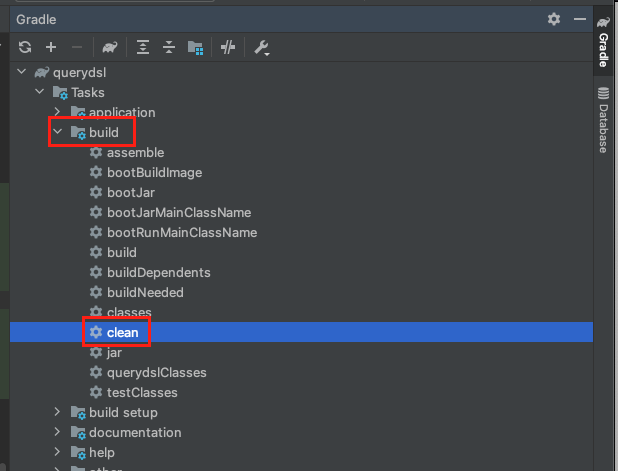 Gradle
querydsl
Tasks
application
build
assemble
bootBuildImage
bootJar
bootJarMainClassName
bootRunMainClassName
build
buildDependents
buildNeeded
classes
clean
jar
querydslClasses
testClasses
build setup
documentation
help
other
Gradle
Database